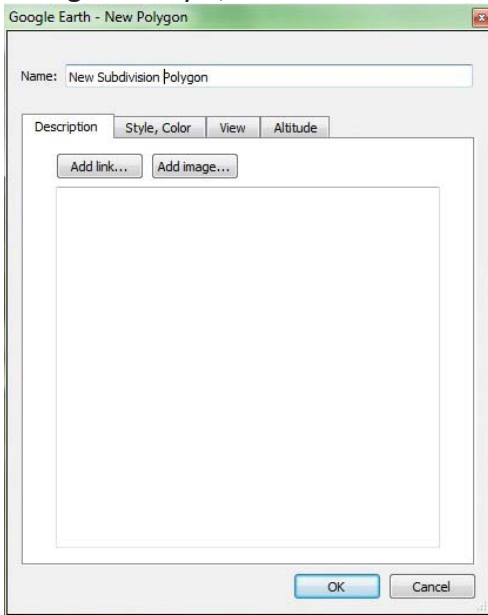 Google Earth - New Polygon
Name: New Subdivision Polygon
Description Style, Color View Altitude
Add link... Add image...
OK Cancel